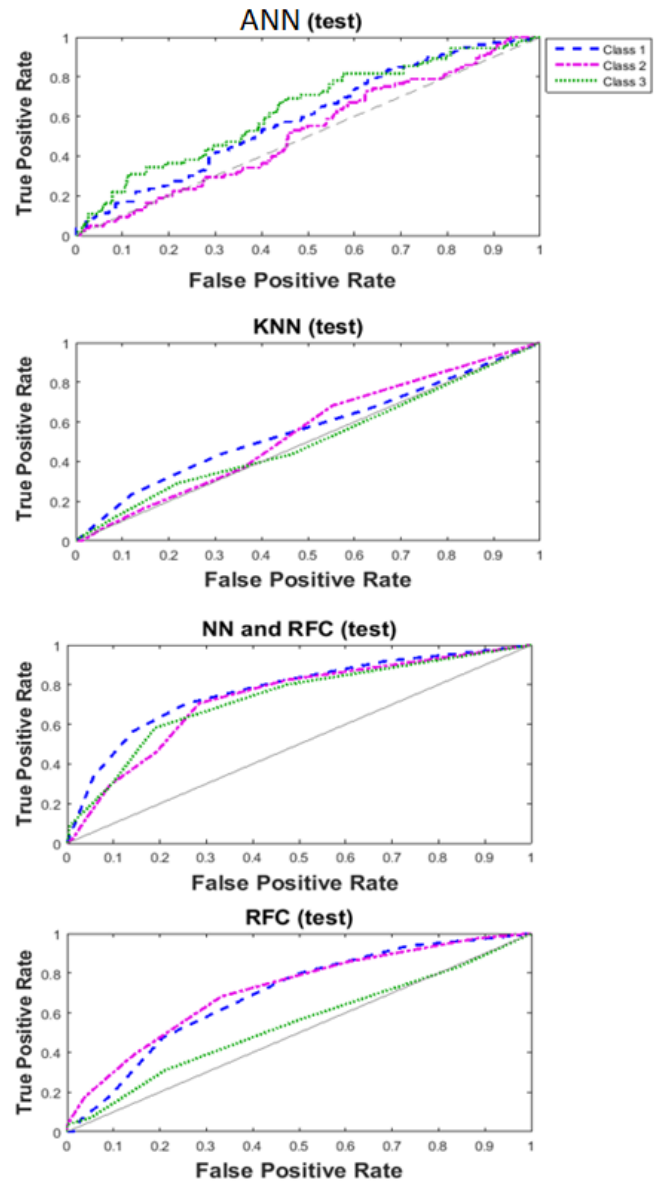 ANN (test)
Class 1
Class 2
Class 3
1
0.8
0.6
0.4
0.2
0
True Positive Rate
0 0.1 0.2 0.3 0.4 0.5 0.6 0.7 0.8 0.9 1
False Positive Rate
KNN (test)
1
0.8
0.6
0.4
0.2
0
True Positive Rate
0 0.1 0.2 0.3 0.4 0.5 0.6 0.7 0.8 0.9 1
False Positive Rate
NN and RFC (test)
1
0.8
0.6
0.4
0.2
0
True Positive Rate
0 0.1 0.2 0.3 0.4 0.5 0.6 0.7 0.8 0.9 1
False Positive Rate
RFC (test)
1
0.8
0.6
0.4
0.2
0
True Positive Rate
0 0.1 0.2 0.3 0.4 0.5 0.6 0.7 0.8 0.9 1
False Positive Rate